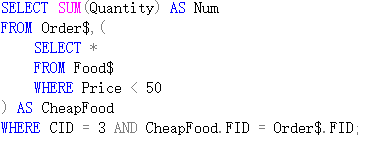 SELECT SUM(Quantity) AS Num
FROM Order$,(
    SELECT *
    FROM Food$
    WHERE Price < 50
) AS CheapFood
WHERE CID = 3 AND CheapFood.FID = Order$.FID;